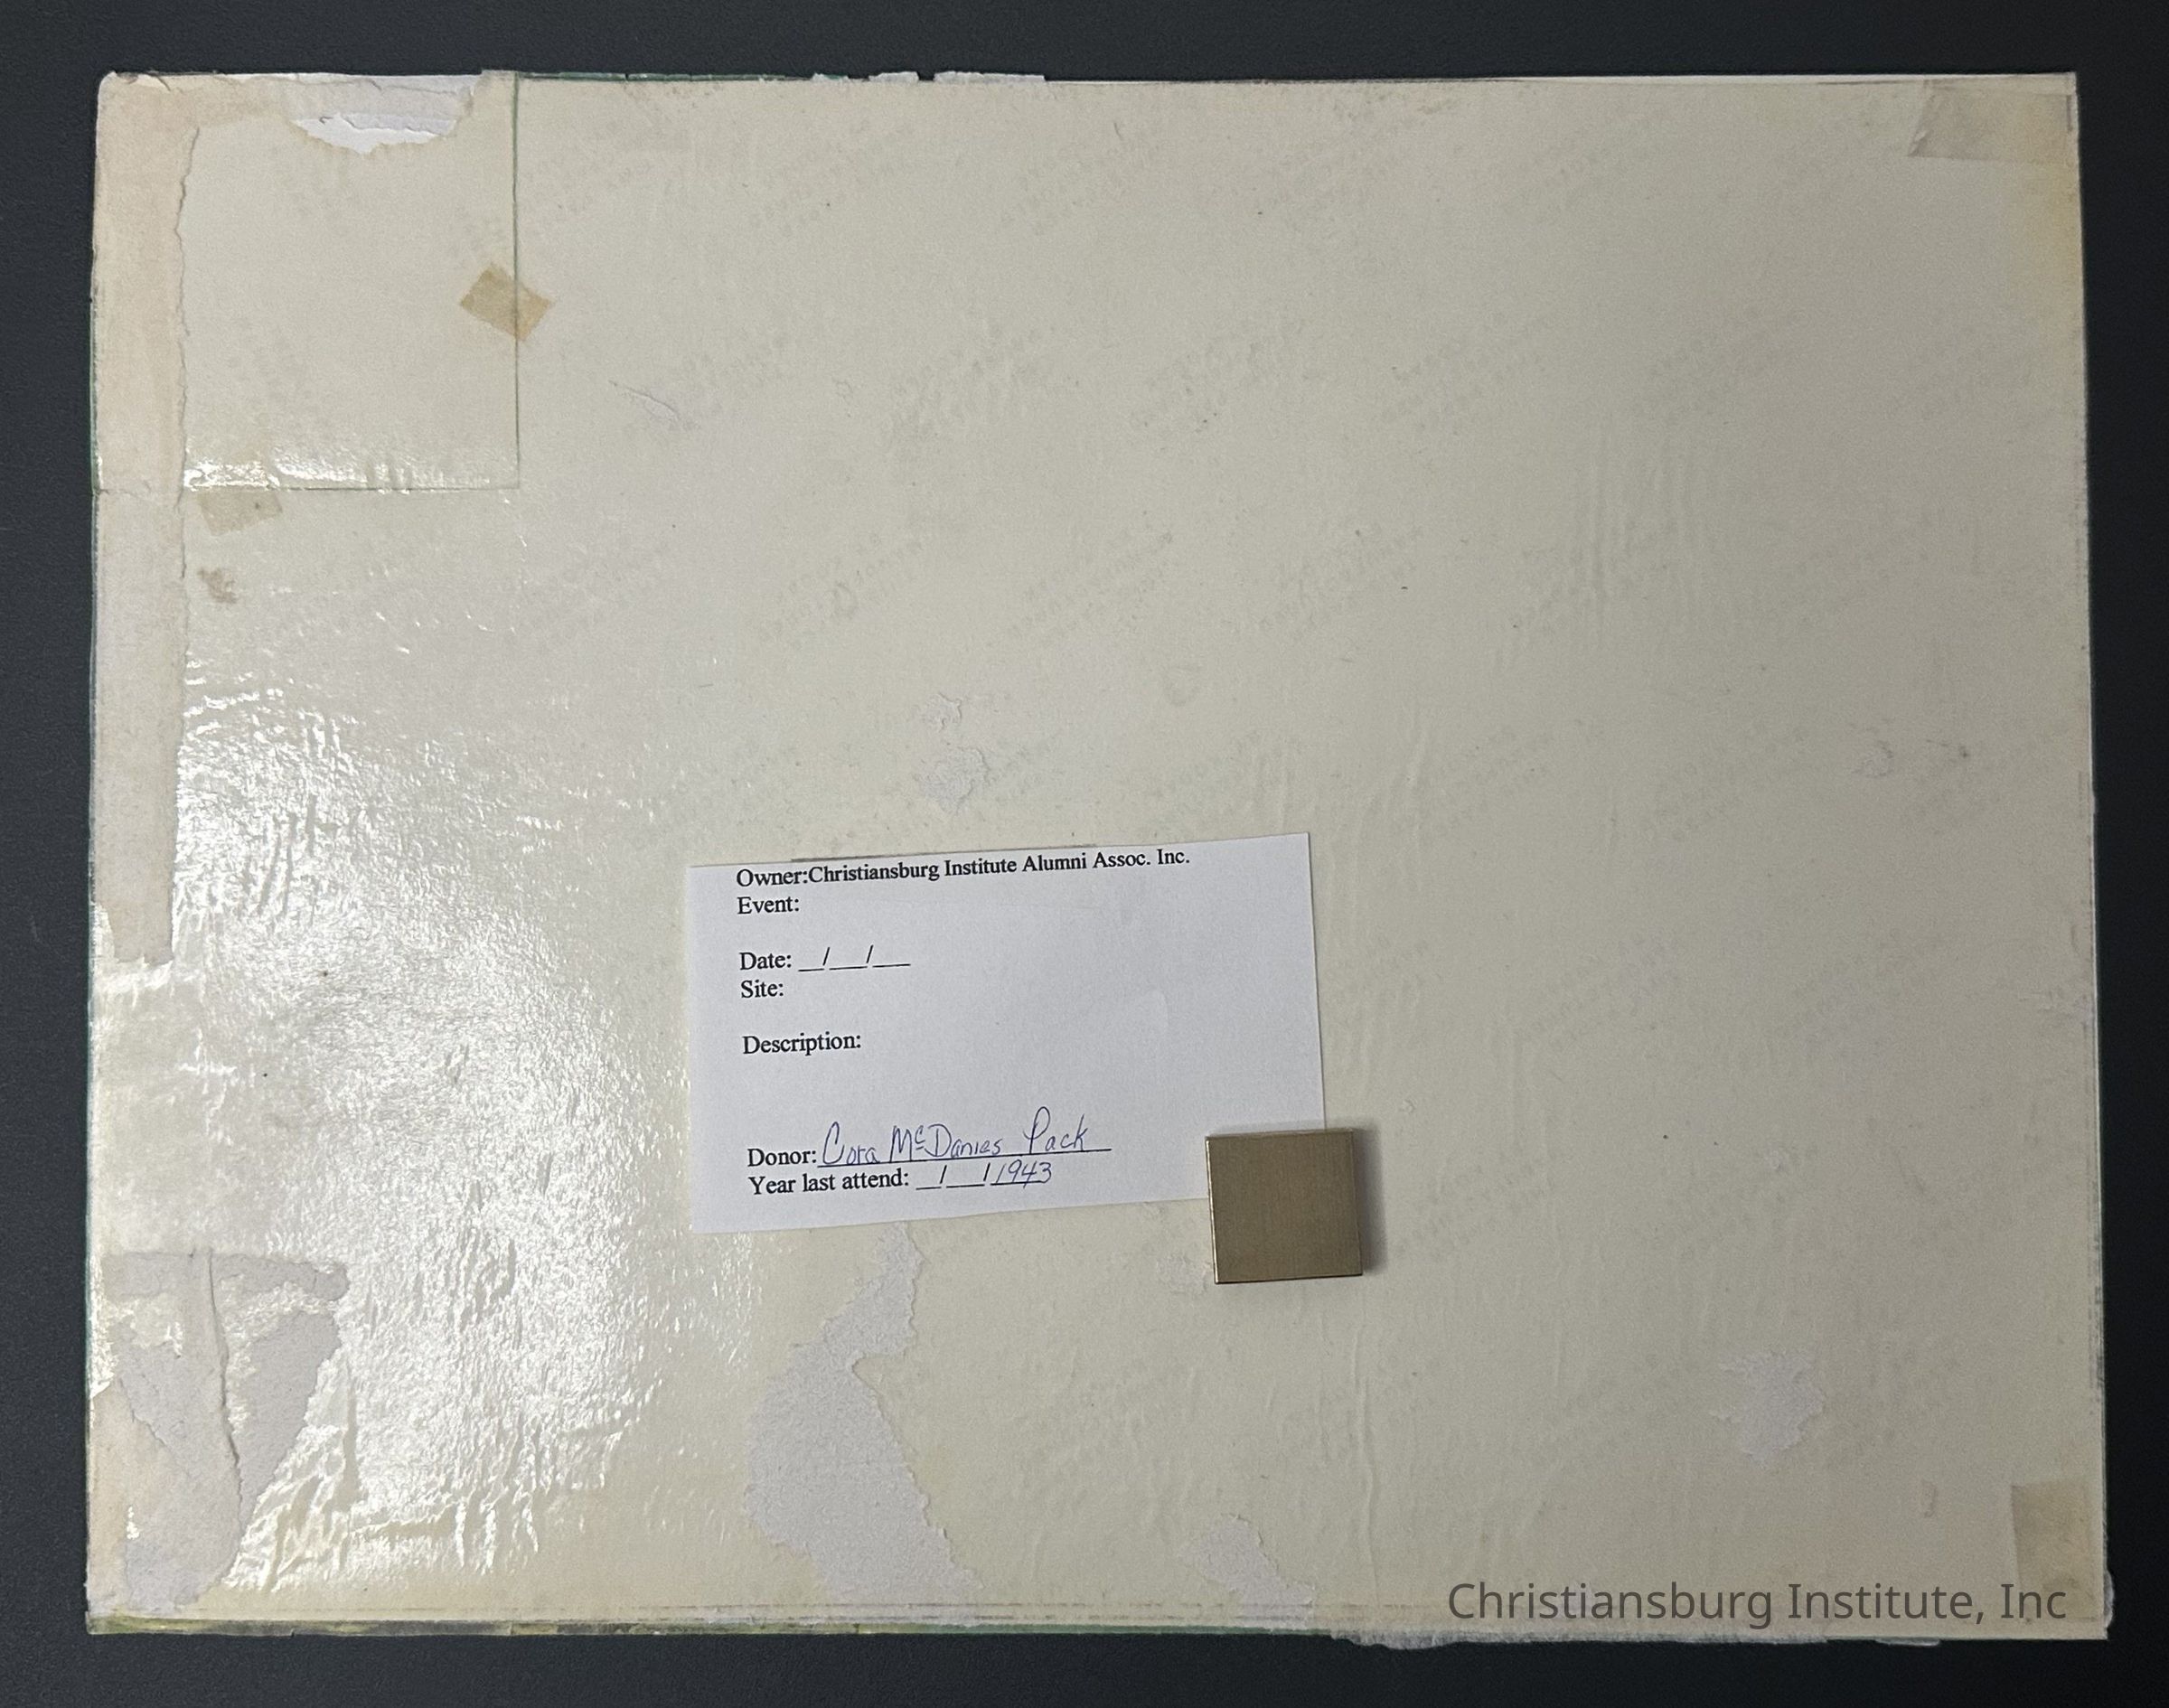 Owner:Christiansburg Institute Alumni Assoc. Inc.
Event:
Date: __/__/__
Site:
Description:
Donor: Cora McDanies Pack
Year last attend: __/__/1943
Christiansburg Institute, Inc